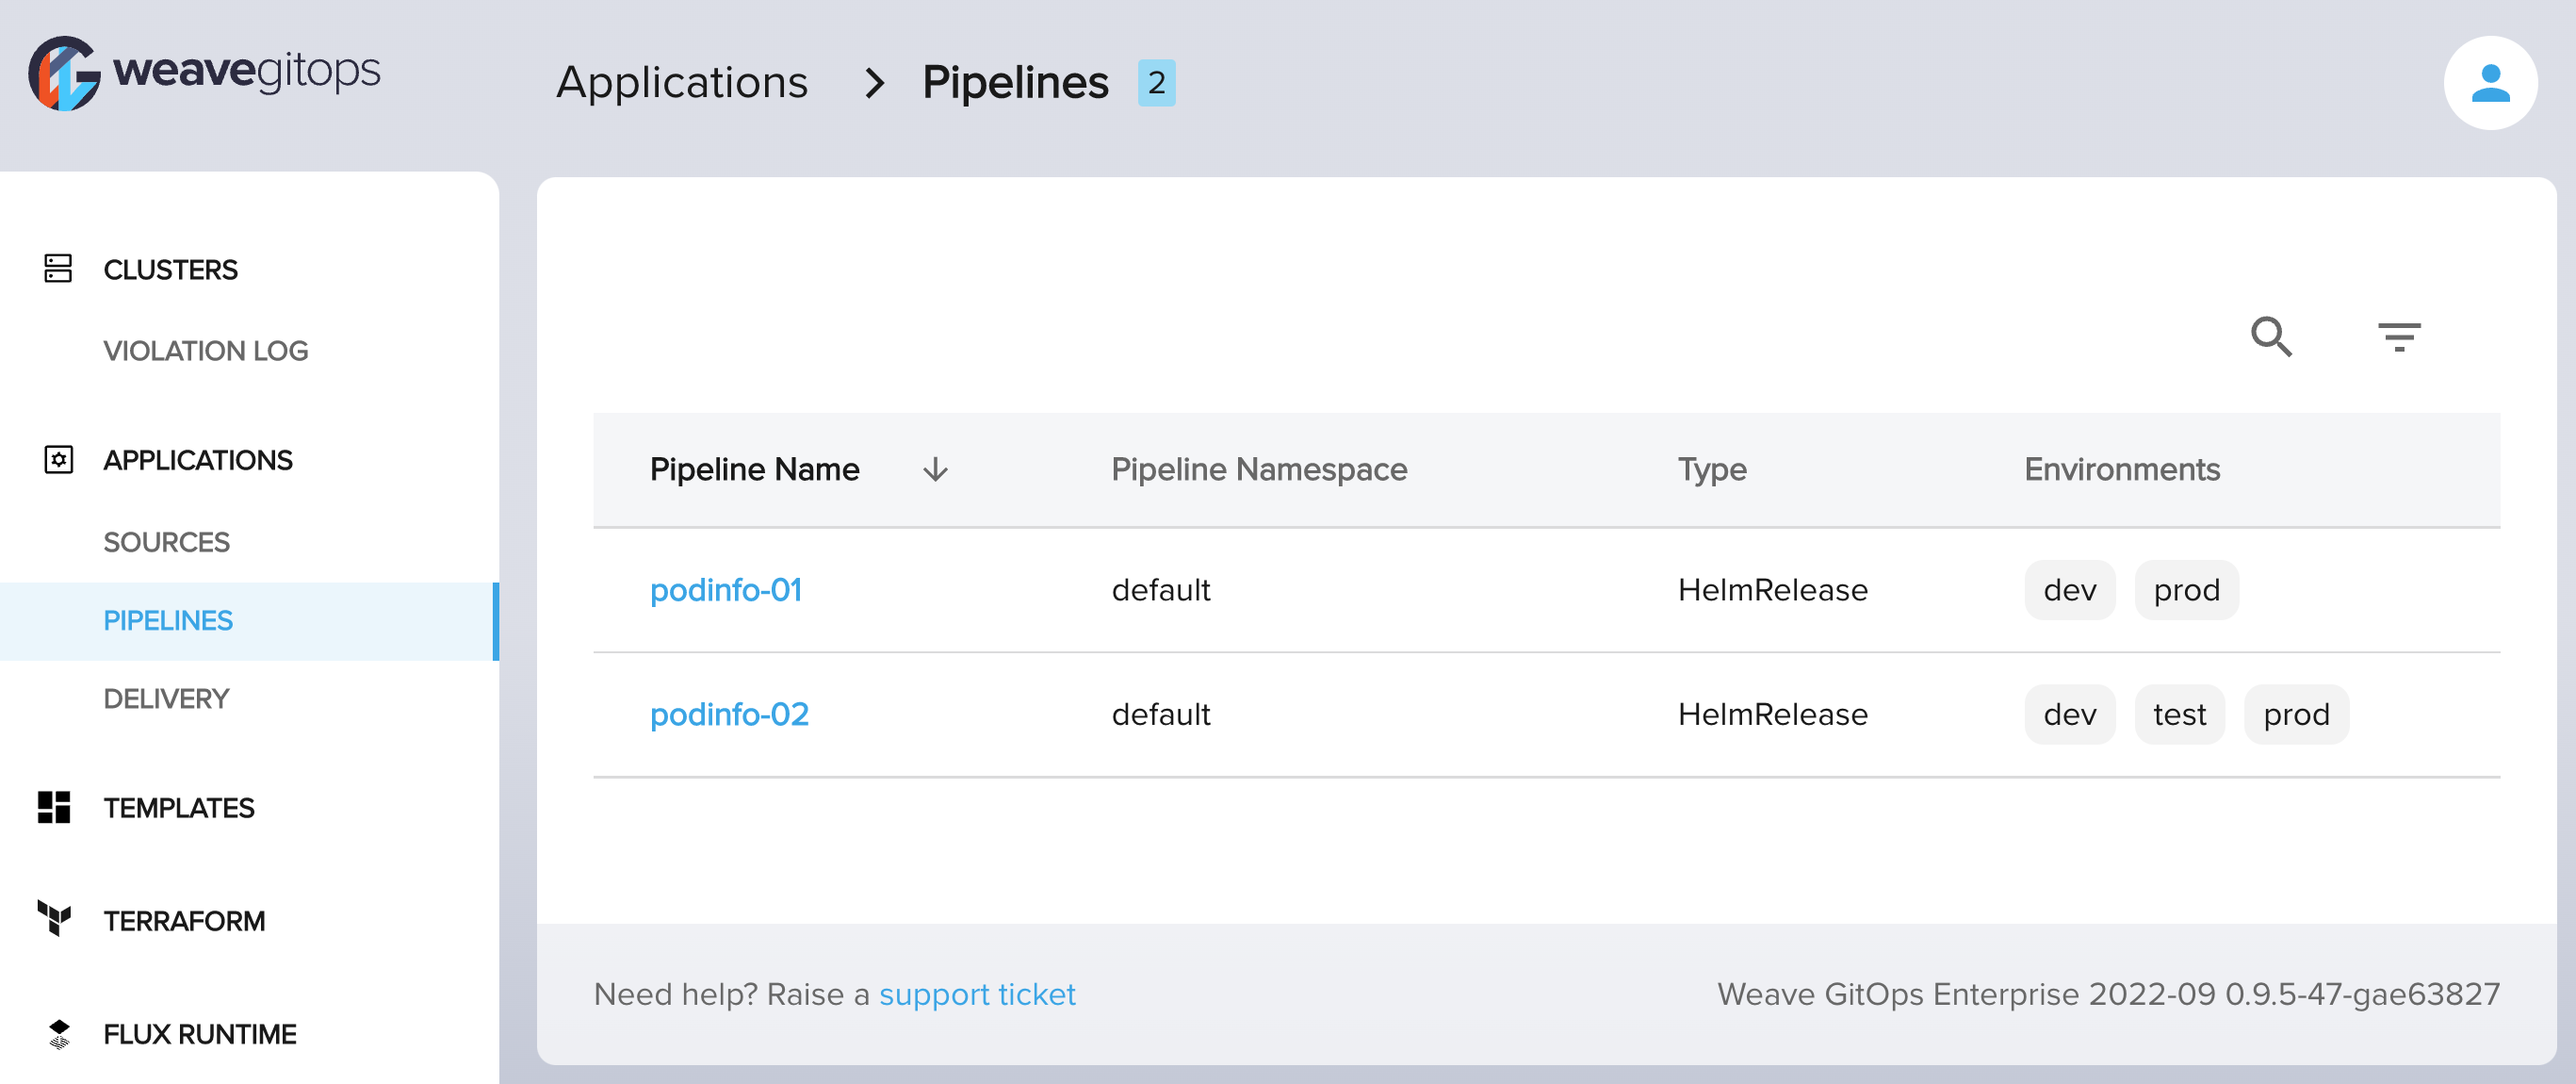 weavegitops
Applications > Pipelines 2
CLUSTERS
VIOLATION LOG
APPLICATIONS
SOURCES
PIPELINES
DELIVERY
TEMPLATES
TERRAFORM
FLUX RUNTIME
Pipeline Name Pipeline Namespace Type Environments
podinfo-01 default HelmRelease dev prod
podinfo-02 default HelmRelease dev test prod
Need help? Raise a support ticket
Weave GitOps Enterprise 2022-09 0.9.5-47-gae63827